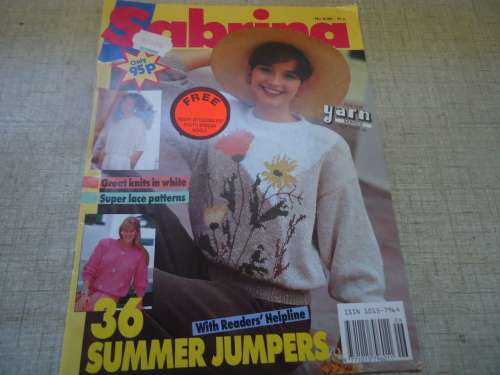 Sabrina
Only
95p
FREE
yarn
Great knits in white
Super lace patterns
With Readers' Helpline
36
SUMMER JUMPERS
ISSN 1015-7964